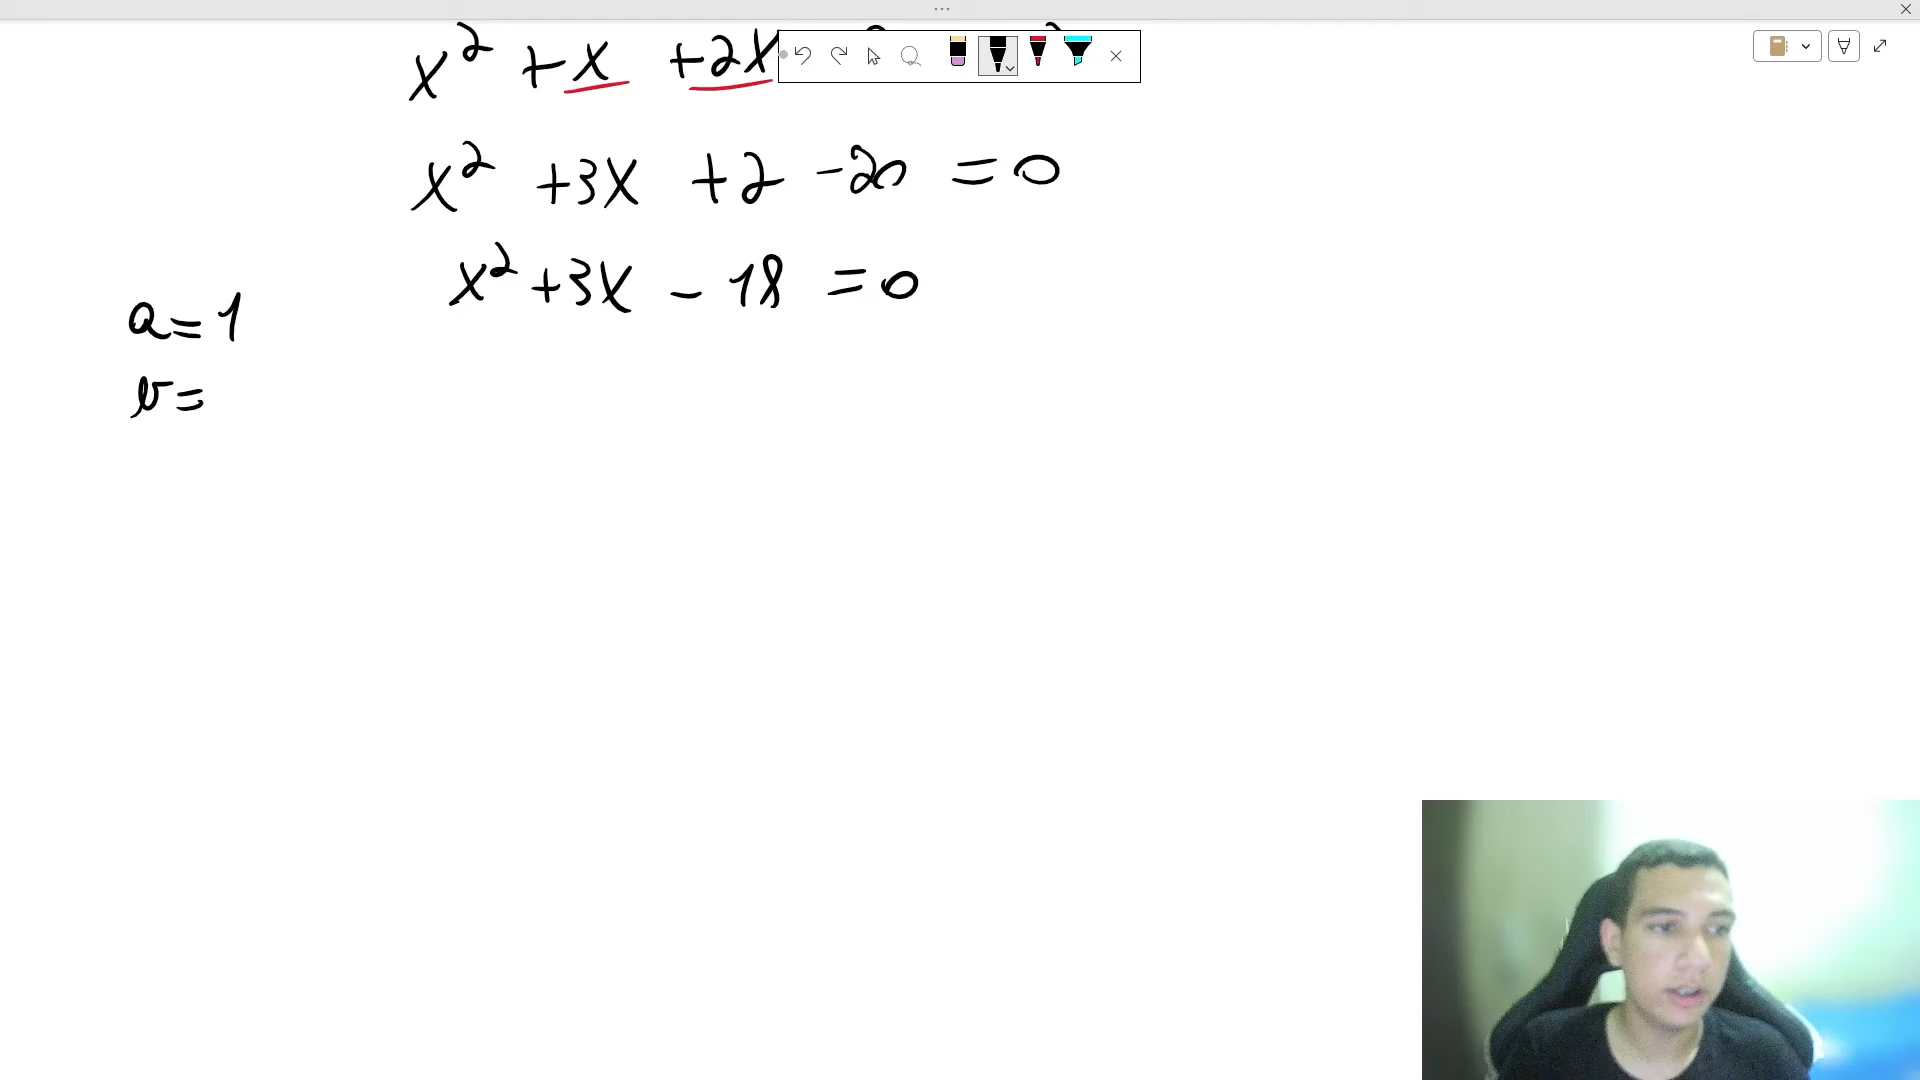 x² + x + 2x
x² + 3x + 2 - 20 = 0
x² + 3x - 18 = 0
a = 1
b =